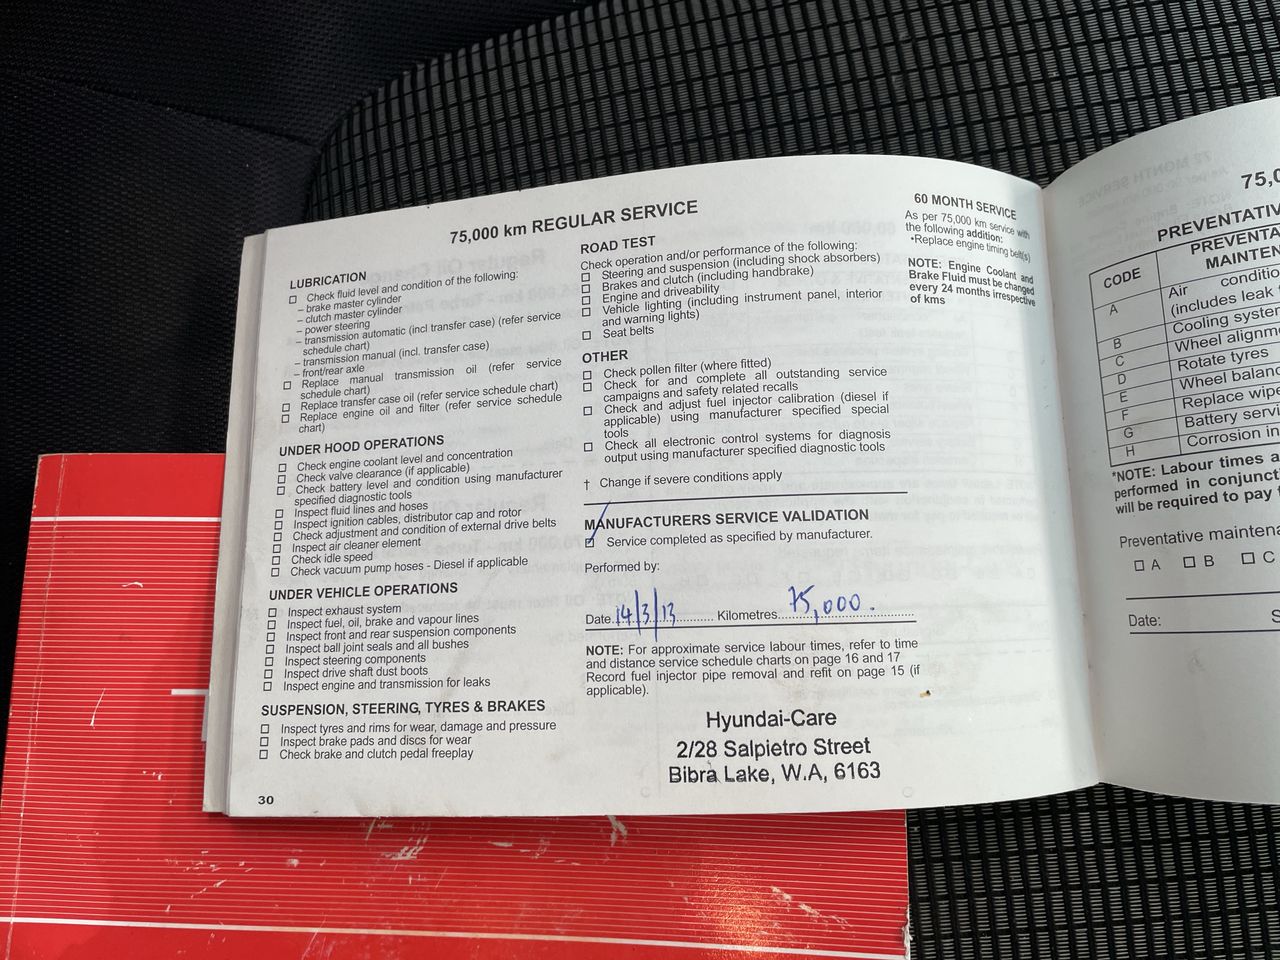 75,000 km REGULAR SERVICE
LUBRICATION
☐ Check fluid level and condition of the following:
– brake master cylinder
– clutch master cylinder
– power steering
– transmission automatic (incl transfer case) (refer service
schedule chart)
– transmission manual (incl. transfer case)
– front/rear axle
☐ Replace manual transmission oil (refer service
schedule chart)
☐ Replace transfer case oil (refer service schedule chart)
☐ Replace engine oil and filter (refer service schedule
chart)
UNDER HOOD OPERATIONS
☐ Check engine coolant level and concentration
☐ Check valve clearance (if applicable)
☐ Check battery level and condition using manufacturer
specified diagnostic tools
☐ Inspect fluid lines and hoses
☐ Inspect ignition cables, distributor cap and rotor
☐ Check adjustment and condition of external drive belts
☐ Inspect air cleaner element
☐ Check idle speed
☐ Check vacuum pump hoses - Diesel if applicable
UNDER VEHICLE OPERATIONS
☐ Inspect exhaust system
☐ Inspect fuel, oil, brake and vapour lines
☐ Inspect front and rear suspension components
☐ Inspect ball joint seals and all bushes
☐ Inspect steering components
☐ Inspect drive shaft dust boots
☐ Inspect engine and transmission for leaks
SUSPENSION, STEERING, TYRES & BRAKES
☐ Inspect tyres and rims for wear, damage and pressure
☐ Inspect brake pads and discs for wear
☐ Check brake and clutch pedal freeplay
30
ROAD TEST
Check operation and/or performance of the following:
☐ Steering and suspension (including shock absorbers)
☐ Brakes and clutch (including handbrake)
☐ Engine and driveability
☐ Vehicle lighting (including instrument panel, interior
and warning lights)
☐ Seat belts
OTHER
☐ Check pollen filter (where fitted)
☐ Check for and complete all outstanding service
campaigns and safety related recalls
☐ Check and adjust fuel injector calibration (diesel if
applicable) using manufacturer specified special
tools
☐ Check all electronic control systems for diagnosis
output using manufacturer specified diagnostic tools
† Change if severe conditions apply
MANUFACTURERS SERVICE VALIDATION
☑ Service completed as specified by manufacturer.
Performed by:
Date. 14/3/13 Kilometres. 75,000.
NOTE: For approximate service labour times, refer to time
and distance service schedule charts on page 16 and 17
Record fuel injector pipe removal and refit on page 15 (if
applicable).
Hyundai-Care
2/28 Salpietro Street
Bibra Lake, W.A, 6163
60 MONTH SERVICE
As per 75,000 km service with
the following addition:
•Replace engine timing belt(s)
NOTE: Engine Coolant and
Brake Fluid must be changed
every 24 months irrespective
of kms
75,0
PREVENTATIV
CODE PREVENTA
MAINTEN
A Air conditio
(includes leak t
B Cooling system
C Wheel alignm
D Rotate tyres
E Wheel balanc
F Replace wipe
G Battery servi
H Corrosion in
*NOTE: Labour times a
performed in conjunct
will be required to pay f
Preventative maintena
☐ A ☐ B ☐ C
Date: S